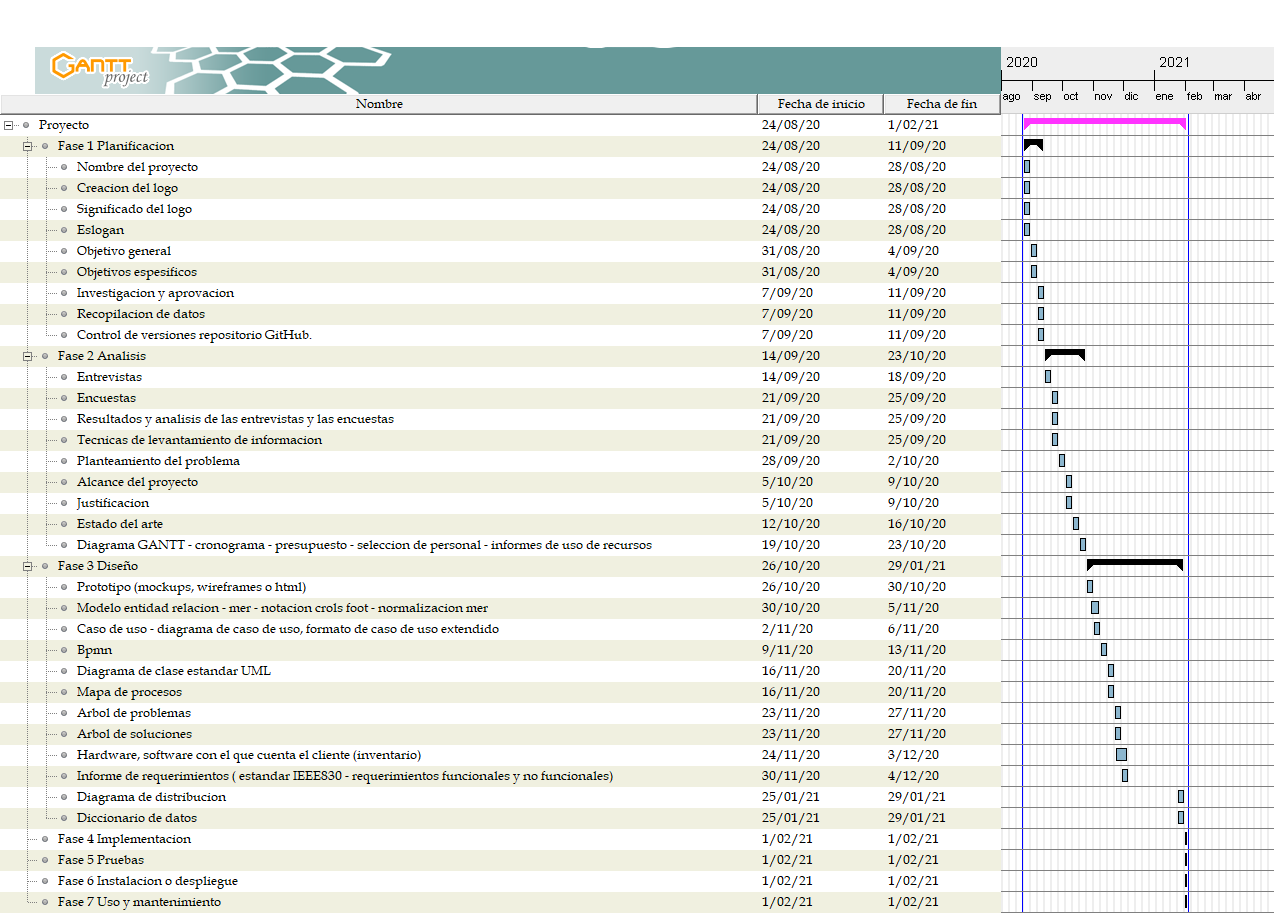 GANTT
project
2020 2021
ago sep oct nov dic ene feb mar abr
Nombre Fecha de inicio Fecha de fin
Proyecto 24/08/20 1/02/21
Fase 1 Planificacion 24/08/20 11/09/20
Nombre del proyecto 24/08/20 28/08/20
Creacion del logo 24/08/20 28/08/20
Significado del logo 24/08/20 28/08/20
Eslogan 24/08/20 28/08/20
Objetivo general 31/08/20 4/09/20
Objetivos espesificos 31/08/20 4/09/20
Investigacion y aprovacion 7/09/20 11/09/20
Recopilacion de datos 7/09/20 11/09/20
Control de versiones repositorio GitHub. 7/09/20 11/09/20
Fase 2 Analisis 14/09/20 23/10/20
Entrevistas 14/09/20 18/09/20
Encuestas 21/09/20 25/09/20
Resultados y analisis de las entrevistas y las encuestas 21/09/20 25/09/20
Tecnicas de levantamiento de informacion 21/09/20 25/09/20
Planteamiento del problema 28/09/20 2/10/20
Alcance del proyecto 5/10/20 9/10/20
Justificacion 5/10/20 9/10/20
Estado del arte 12/10/20 16/10/20
Diagrama GANTT - cronograma - presupuesto - seleccion de personal - informes de uso de recursos 19/10/20 23/10/20
Fase 3 Diseño 26/10/20 29/01/21
Prototipo (mockups, wireframes o html) 26/10/20 30/10/20
Modelo entidad relacion - mer - notacion crols foot - normalizacion mer 30/10/20 5/11/20
Caso de uso - diagrama de caso de uso, formato de caso de uso extendido 2/11/20 6/11/20
Bpmn 9/11/20 13/11/20
Diagrama de clase estandar UML 16/11/20 20/11/20
Mapa de procesos 16/11/20 20/11/20
Arbol de problemas 23/11/20 27/11/20
Arbol de soluciones 23/11/20 27/11/20
Hardware, software con el que cuenta el cliente (inventario) 24/11/20 3/12/20
Informe de requerimientos ( estandar IEEE830 - requerimientos funcionales y no funcionales) 30/11/20 4/12/20
Diagrama de distribucion 25/01/21 29/01/21
Diccionario de datos 25/01/21 29/01/21
Fase 4 Implementacion 1/02/21 1/02/21
Fase 5 Pruebas 1/02/21 1/02/21
Fase 6 Instalacion o despliegue 1/02/21 1/02/21
Fase 7 Uso y mantenimiento 1/02/21 1/02/21